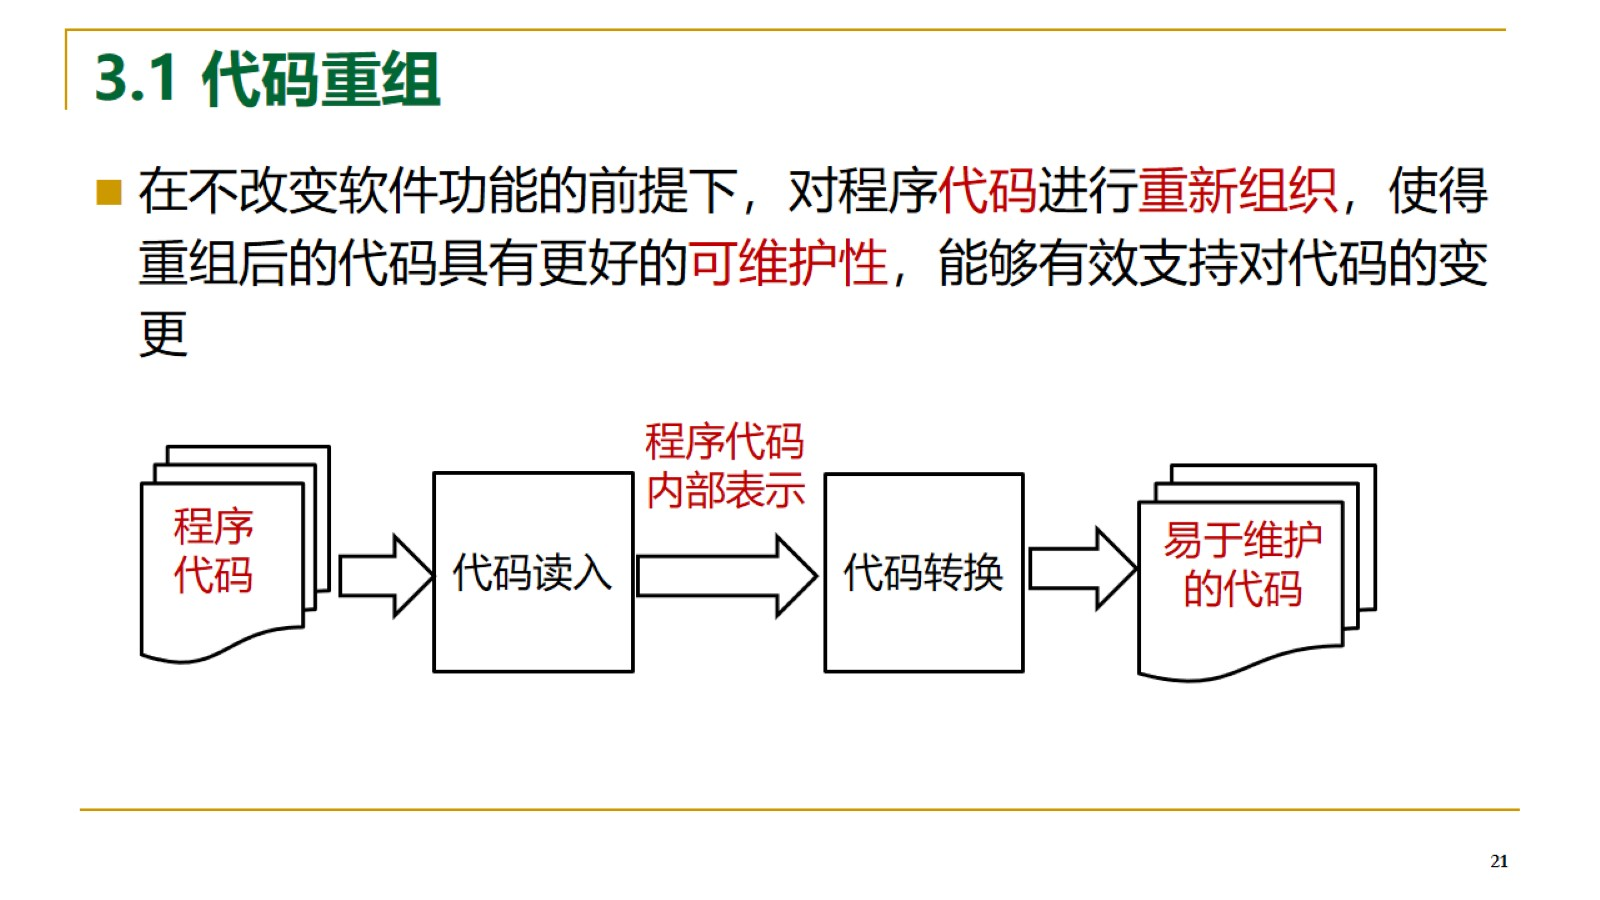 3.1 代码重组
在不改变软件功能的前提下，对程序代码进行重新组织，使得
重组后的代码具有更好的可维护性，能够有效支持对代码的变
更
程序
代码
代码读入
程序代码
内部表示
代码转换
易于维护
的代码
21